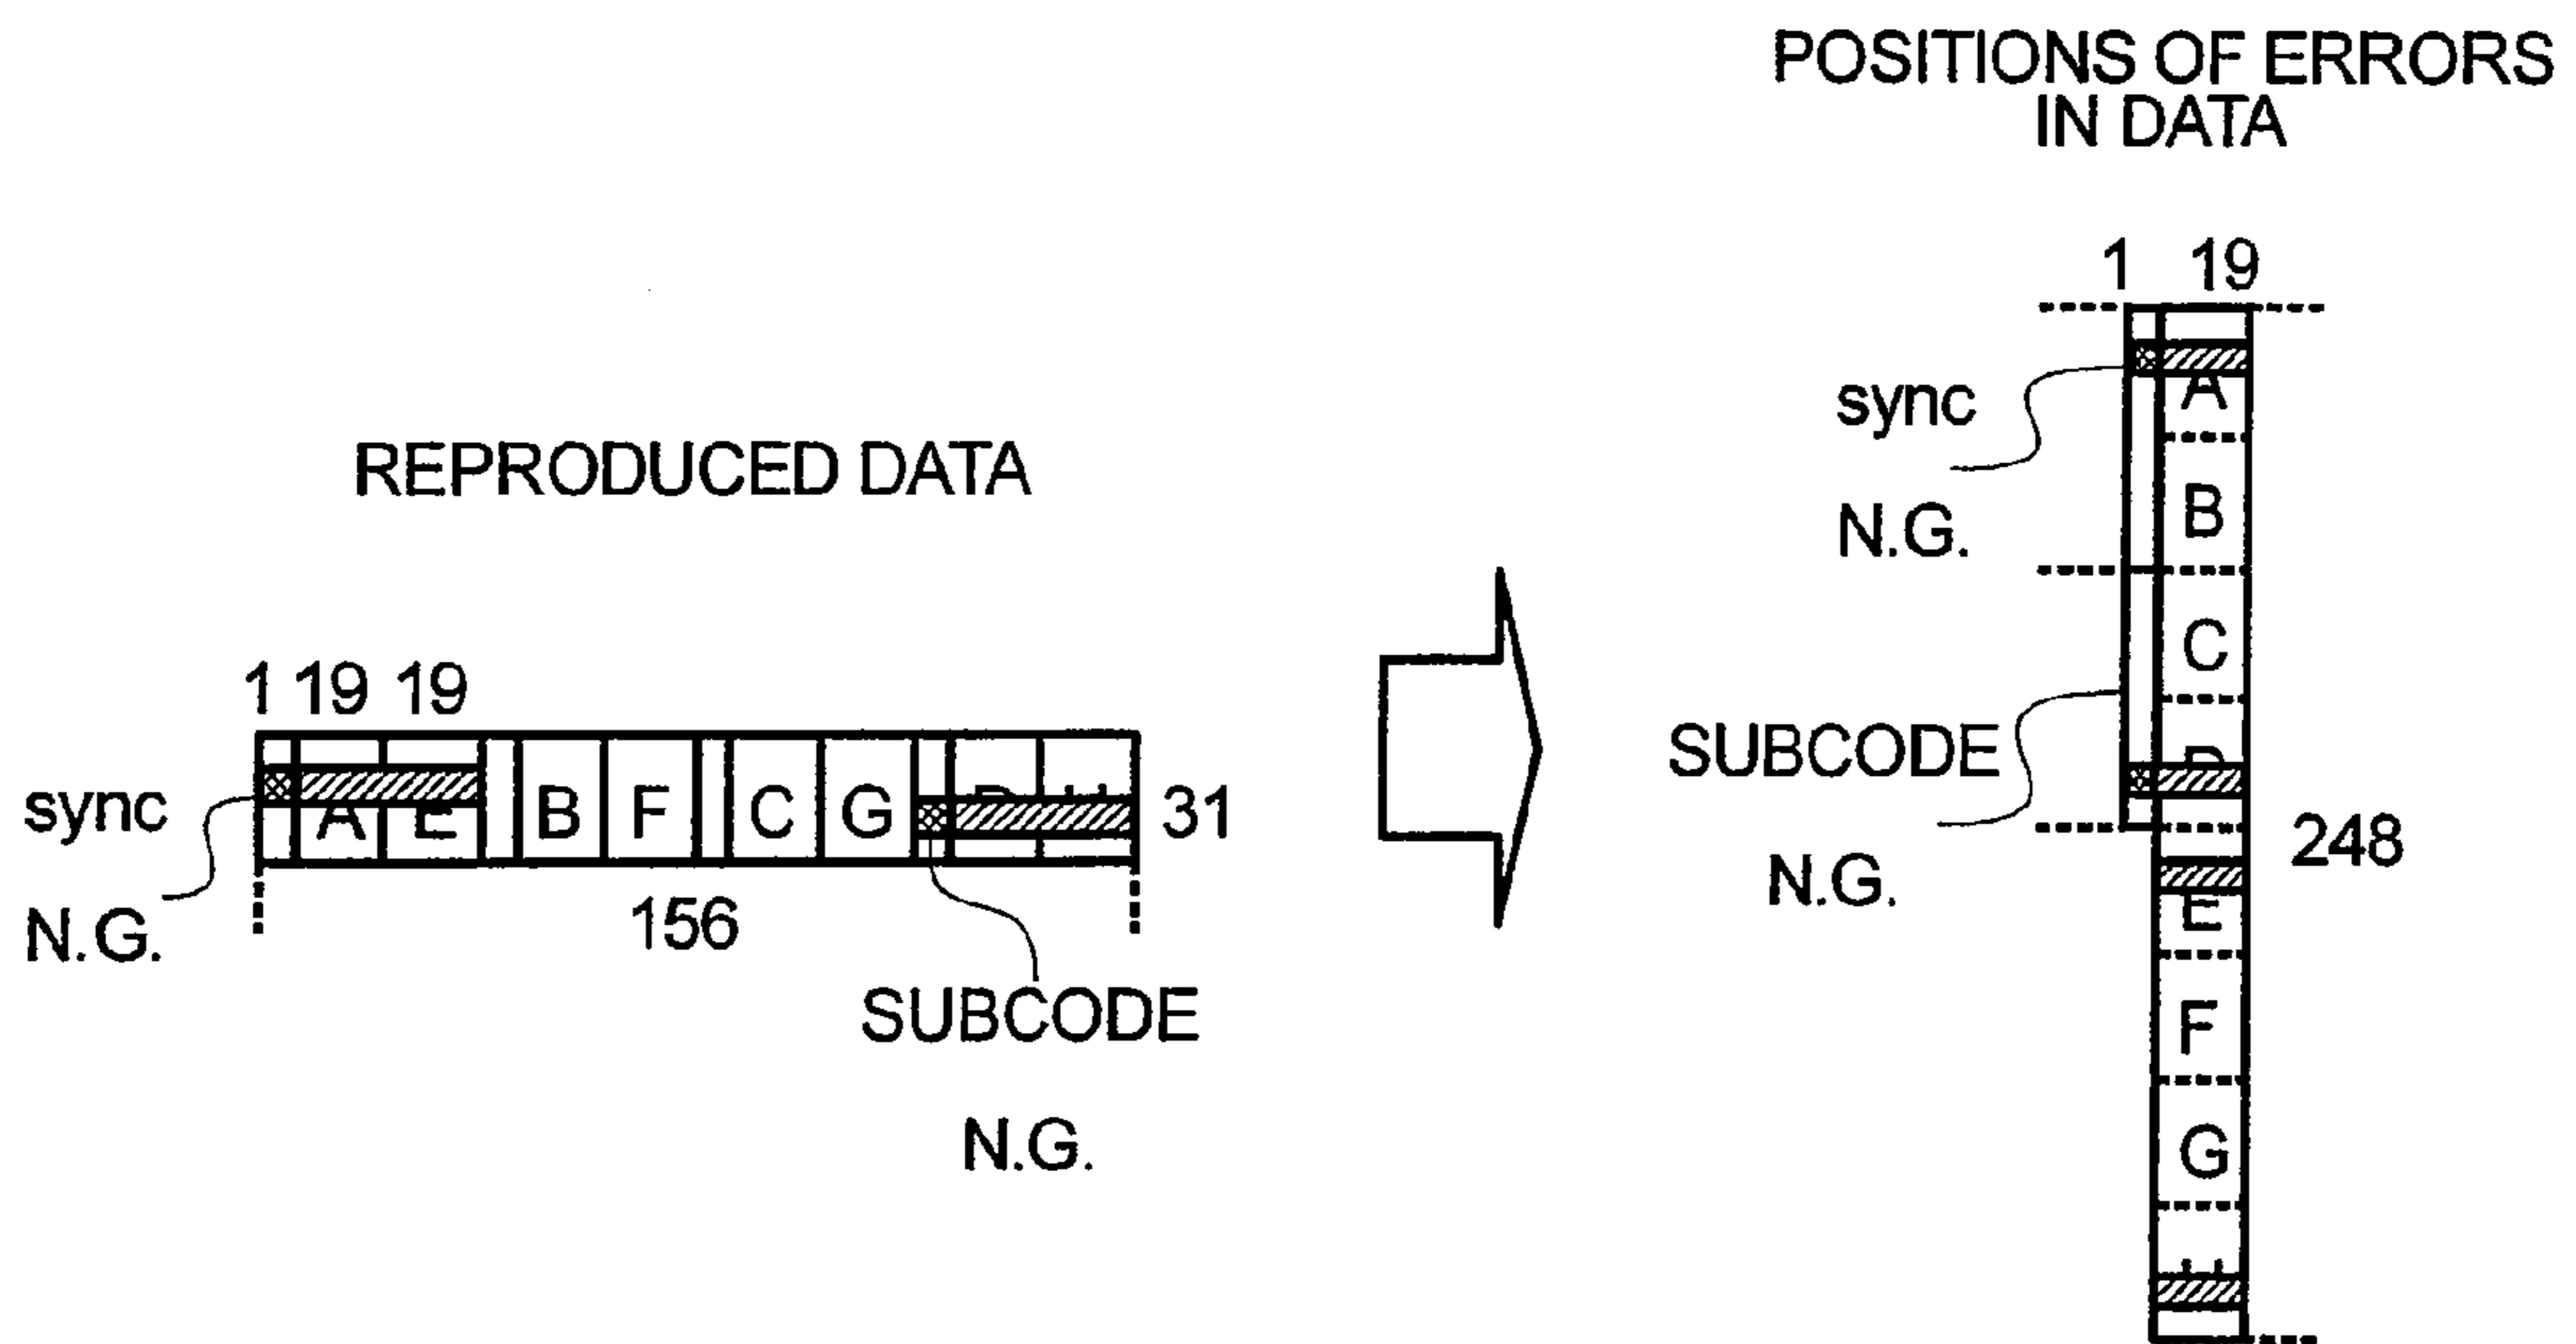 POSITIONS OF ERRORS
IN DATA
REPRODUCED DATA
1 19 19
sync
N.G.
A E B F C G
31
156
SUBCODE
N.G.
1 19
sync
N.G.
A
B
C
SUBCODE
N.G.
248
E
F
G